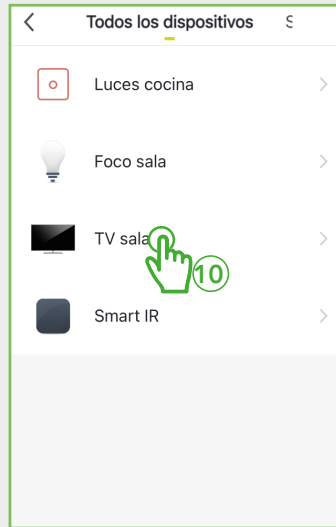 Todos los dispositivos
Luces cocina
Foco sala
TV sala
10
Smart IR